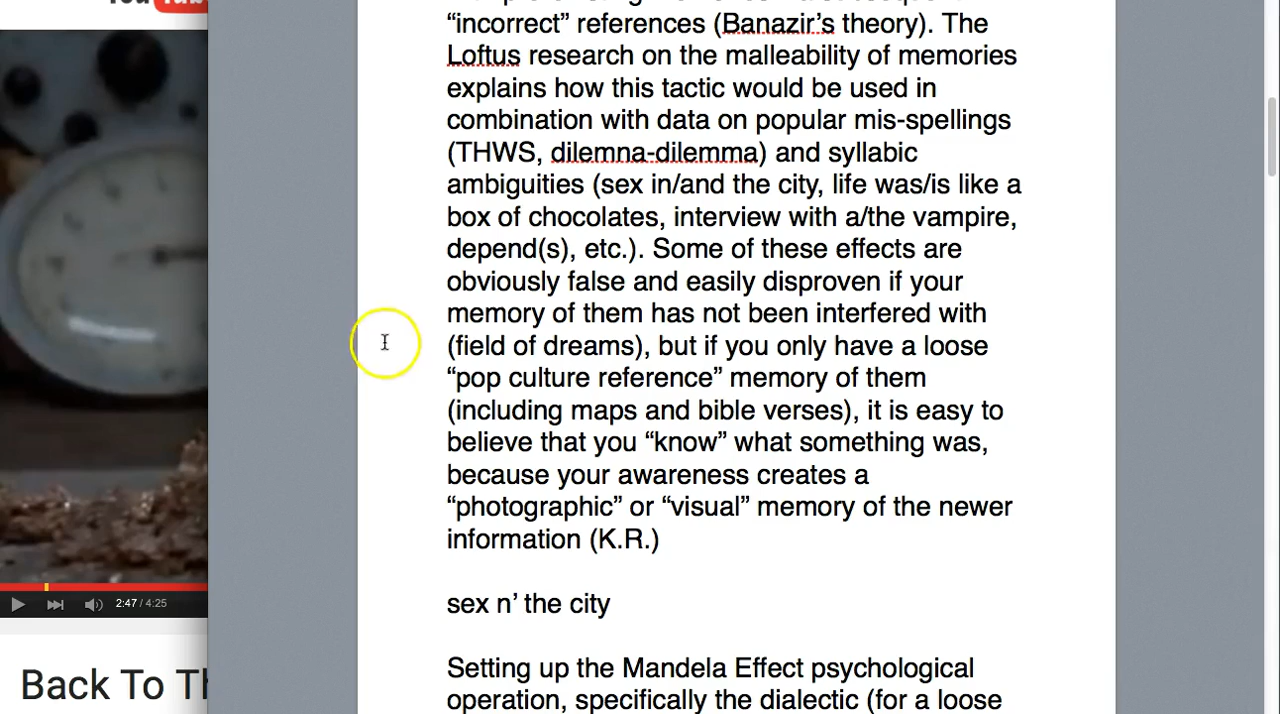 You Tub
“incorrect” references (Banazir’s theory). The
Loftus research on the malleability of memories
explains how this tactic would be used in
combination with data on popular mis-spellings
(THWS, dilemna-dilemma) and syllabic
ambiguities (sex in/and the city, life was/is like a
box of chocolates, interview with a/the vampire,
depend(s), etc.). Some of these effects are
obviously false and easily disproven if your
memory of them has not been interfered with
(field of dreams), but if you only have a loose
“pop culture reference” memory of them
(including maps and bible verses), it is easy to
believe that you “know” what something was,
because your awareness creates a
“photographic” or “visual” memory of the newer
information (K.R.)
sex n’ the city
Setting up the Mandela Effect psychological
operation, specifically the dialectic (for a loose
2:47 / 4:25
Back To Th